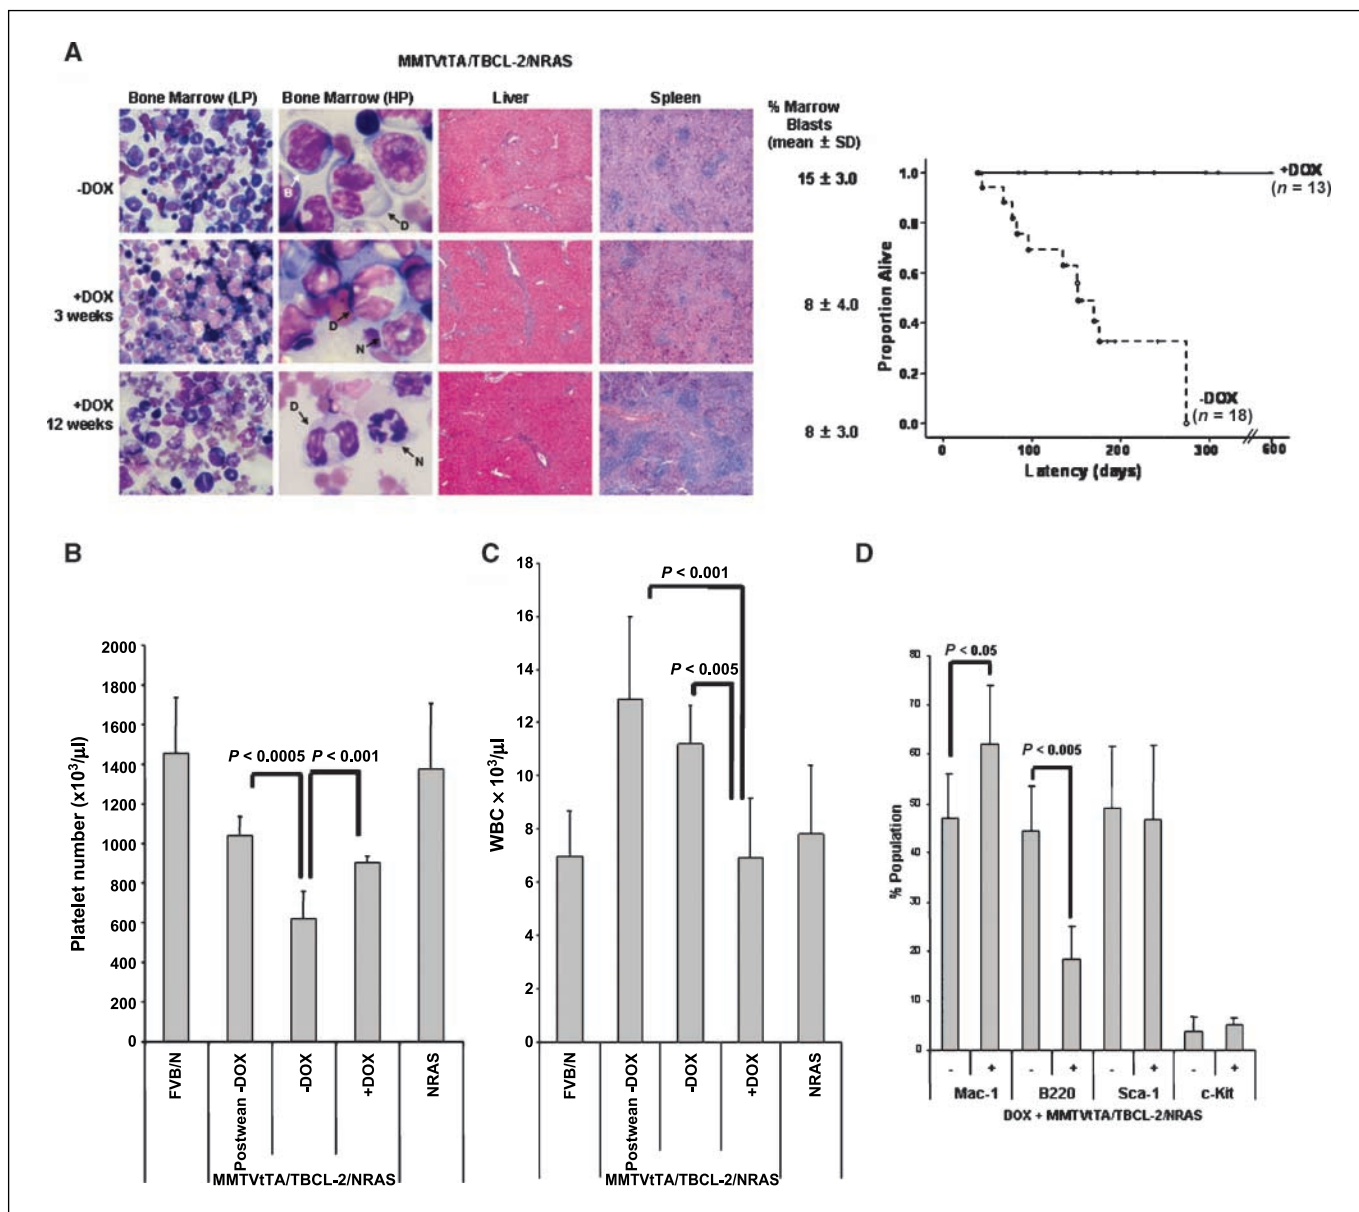 A
MMTVtTA/TBCL-2/NRAS
Bone Marrow (LP) Bone Marrow (HP) Liver Spleen
% Marrow
Blasts
(mean ± SD)
-DOX
B
D
15 ± 3.0
+DOX
3 weeks
D
N
8 ± 4.0
+DOX
12 weeks
D
N
8 ± 3.0
Proportion Alive
1.0
0.8
0.6
0.4
0.2
0.0
0 100 200 300 600
Latency (days)
+DOX
(n = 13)
-DOX
(n = 18)
B
Platelet number (x10³/µl)
2000
1800
1600
1400
1200
1000
800
600
400
200
0
P < 0.0005
P < 0.001
FVB/N
Postwean -DOX
-DOX
+DOX
NRAS
MMTVtTA/TBCL-2/NRAS
C
WBC × 10³/µl
18
16
14
12
10
8
6
4
2
0
P < 0.001
P < 0.005
FVB/N
Postwean -DOX
-DOX
+DOX
NRAS
MMTVtTA/TBCL-2/NRAS
D
% Population
80
70
60
50
40
30
20
10
0
P < 0.05
P < 0.005
- + - + - + - +
Mac-1 B220 Sca-1 c-Kit
DOX + MMTVtTA/TBCL-2/NRAS